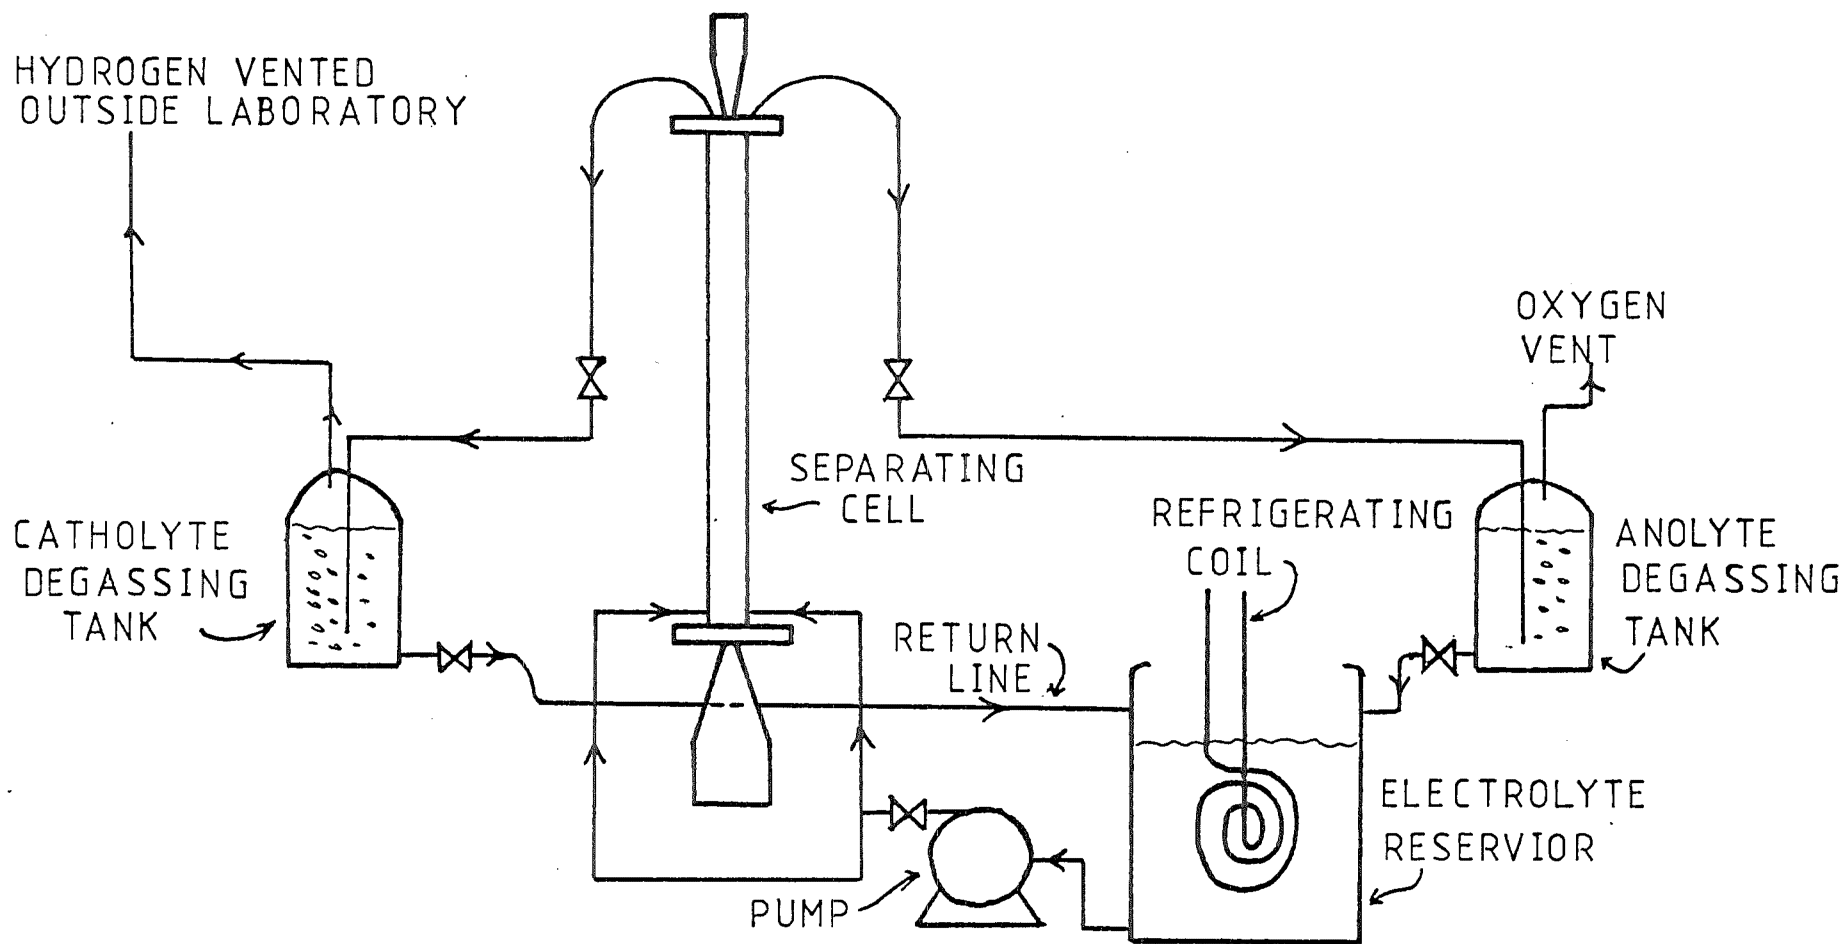 HYDROGEN VENTED
OUTSIDE LABORATORY
OXYGEN
VENT
SEPARATING
CELL
REFRIGERATING
COIL
CATHOLYTE
DEGASSING
TANK
ANOLYTE
DEGASSING
TANK
RETURN
LINE
ELECTROLYTE
RESERVIOR
PUMP